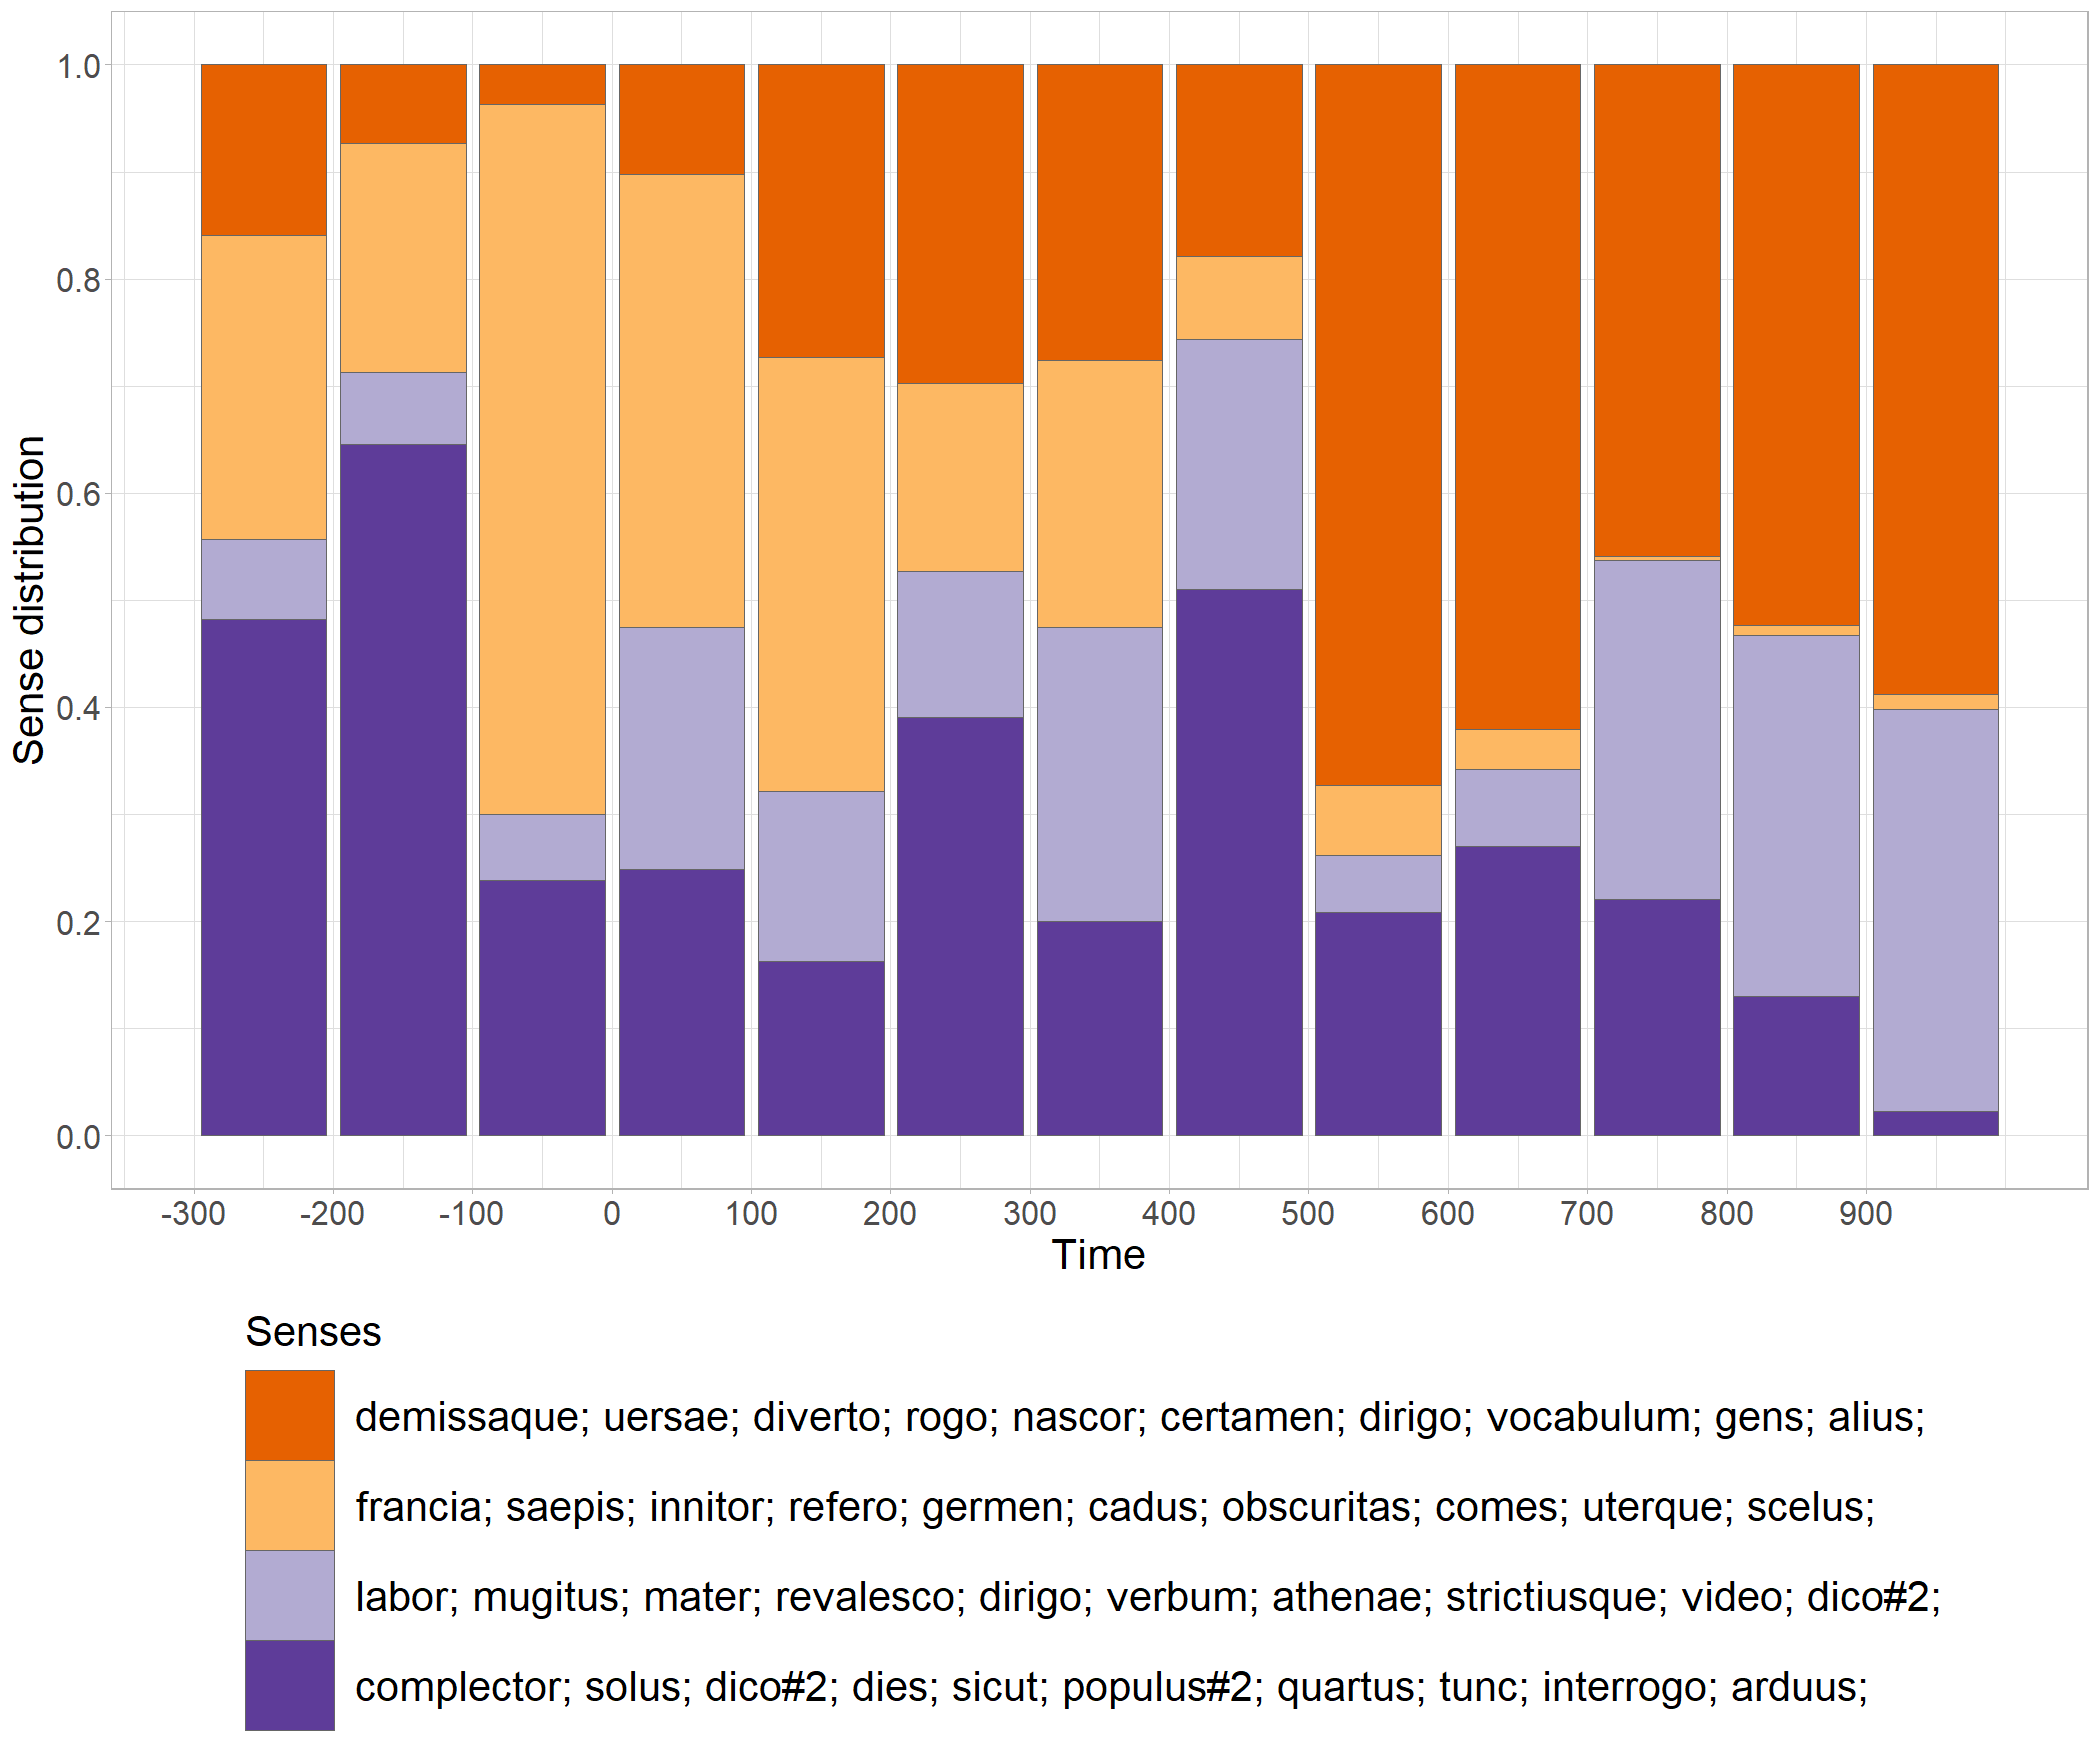 1.0
0.8
0.6
0.4
0.2
0.0
Sense distribution
-300 -200 -100 0 100 200 300 400 500 600 700 800 900
Time
Senses
demissaque; uersae; diverto; rogo; nascor; certamen; dirigo; vocabulum; gens; alius;
francia; saepis; innitor; refero; germen; cadus; obscuritas; comes; uterque; scelus;
labor; mugitus; mater; revalesco; dirigo; verbum; athenae; strictiusque; video; dico#2;
complector; solus; dico#2; dies; sicut; populus#2; quartus; tunc; interrogo; arduus;